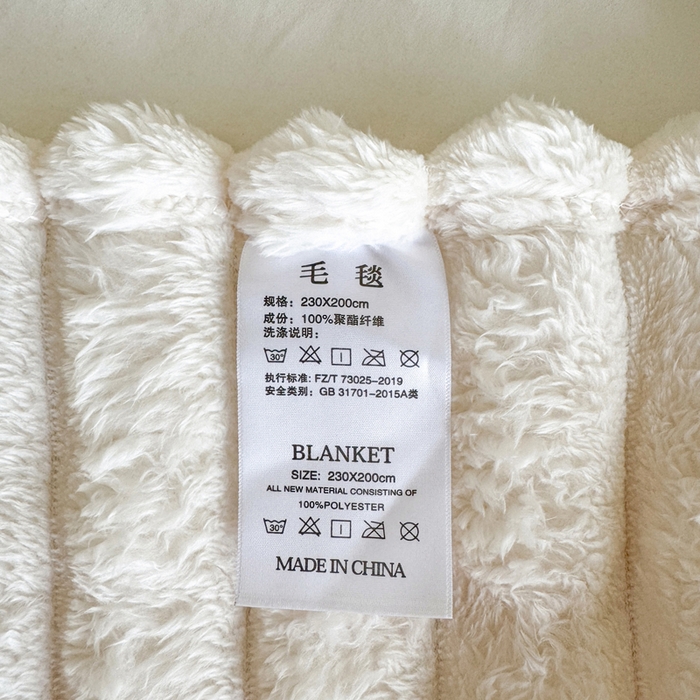 毛 毯
规格：230X200cm
成份：100%聚酯纤维
洗涤说明：
30°
执行标准: FZ/T 73025-2019
安全类别：GB 31701-2015A类
BLANKET
SIZE: 230X200cm
ALL NEW MATERIAL CONSISTING OF
100%POLYESTER
30°
MADE IN CHINA